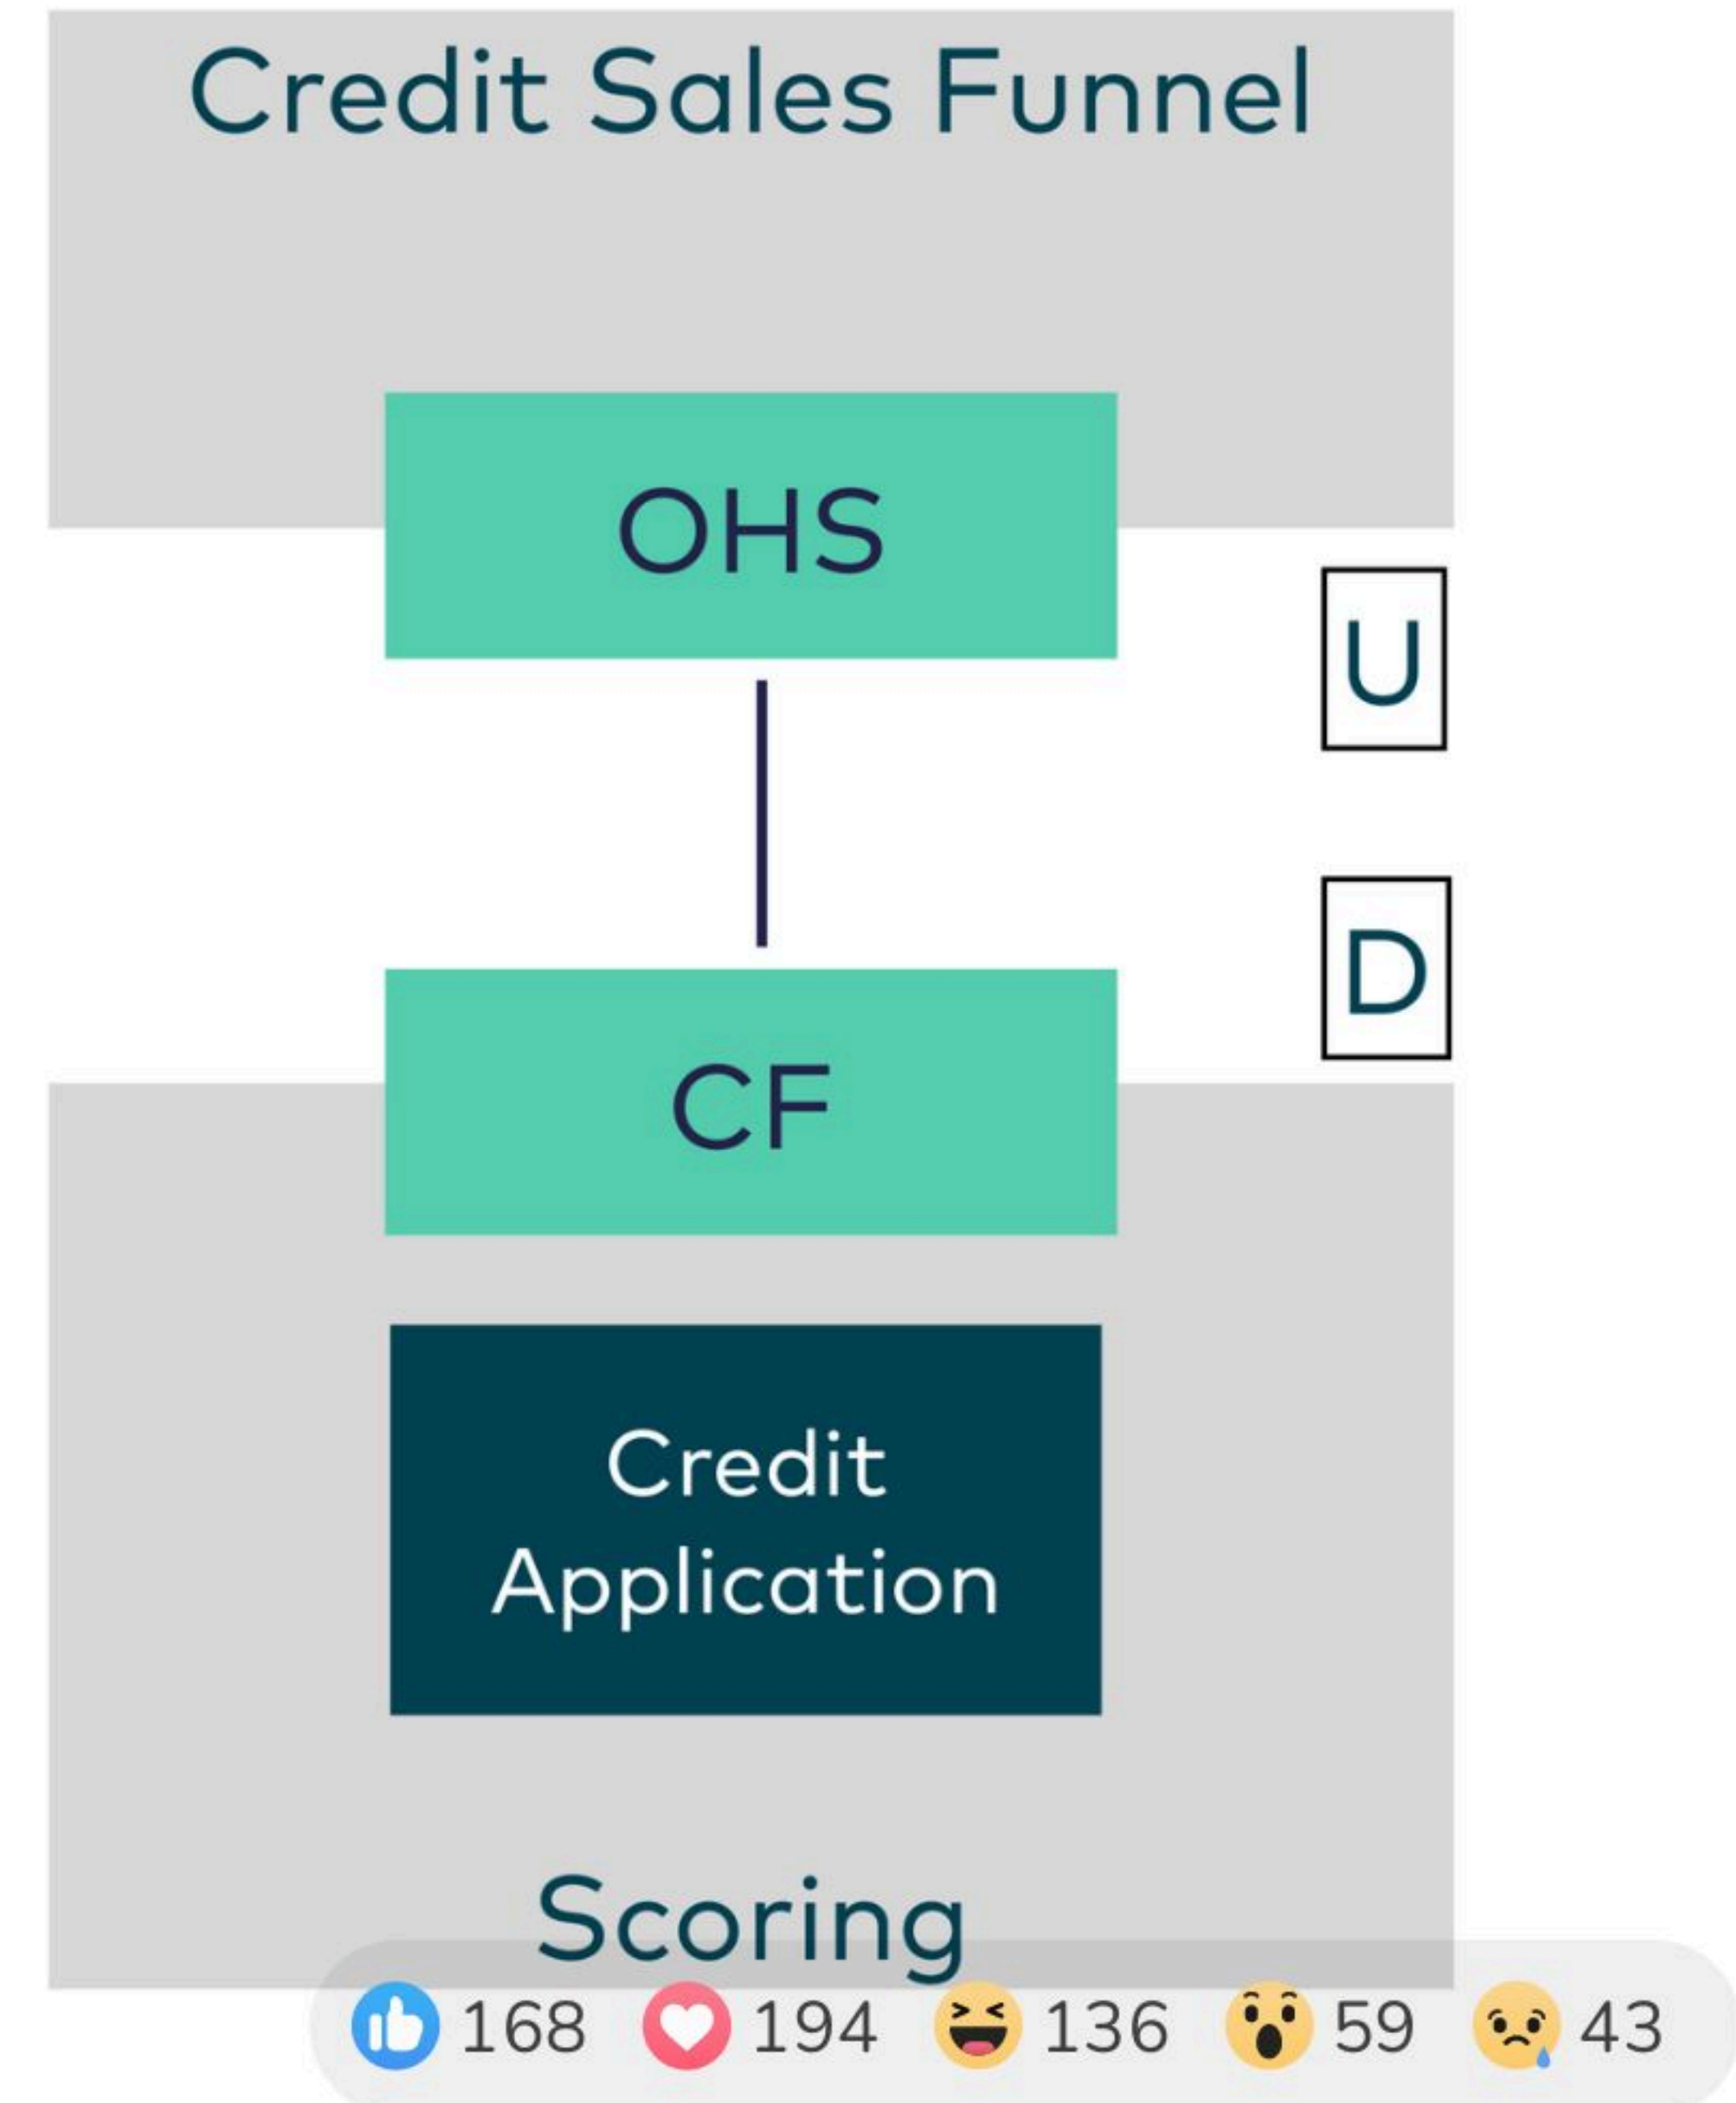 Credit Sales Funnel
OHS
U
D
CF
Credit
Application
Scoring
168 194 136 59 43